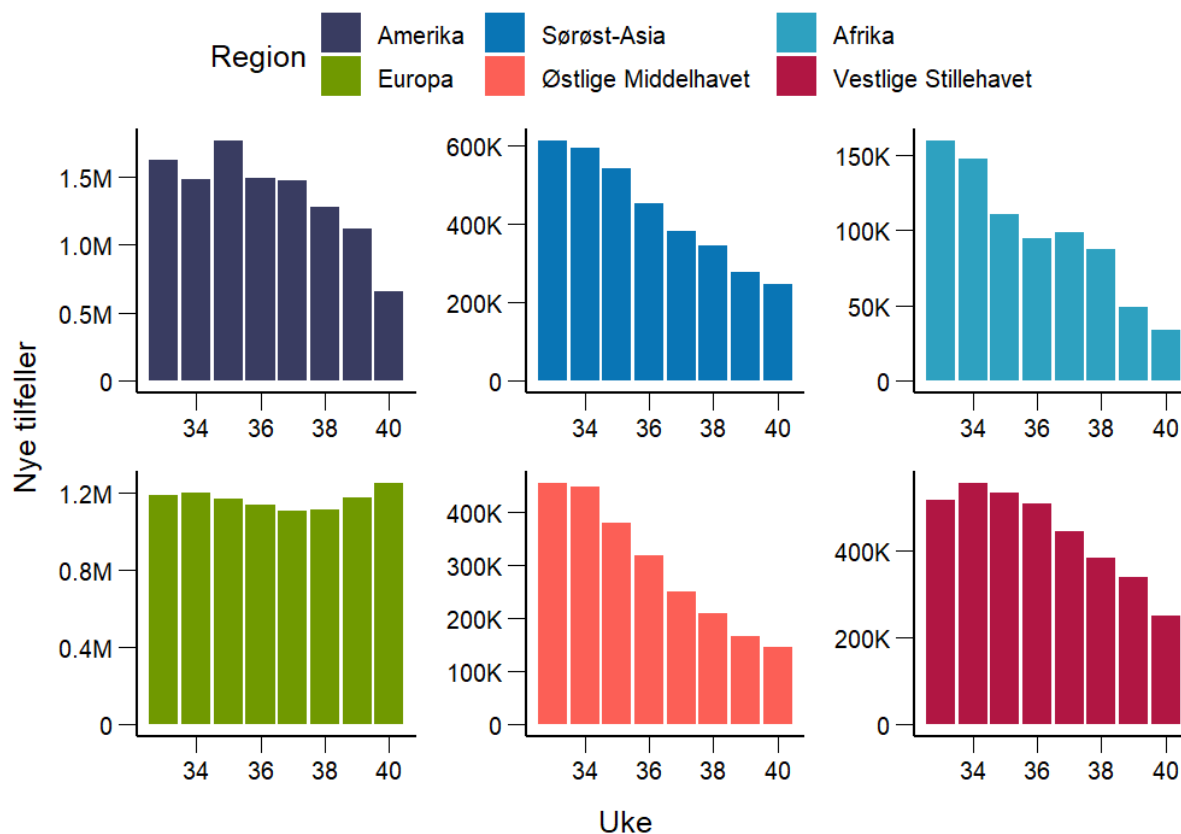 Region
Amerika
Sørøst-Asia
Afrika
Europa
Østlige Middelhavet
Vestlige Stillehavet
Nye tilfeller
1.5M
1.0M
0.5M
0
34 36 38 40
600K
400K
200K
0
34 36 38 40
150K
100K
50K
0
34 36 38 40
1.2M
0.8M
0.4M
0
34 36 38 40
400K
300K
200K
100K
0
34 36 38 40
400K
200K
0
34 36 38 40
Uke